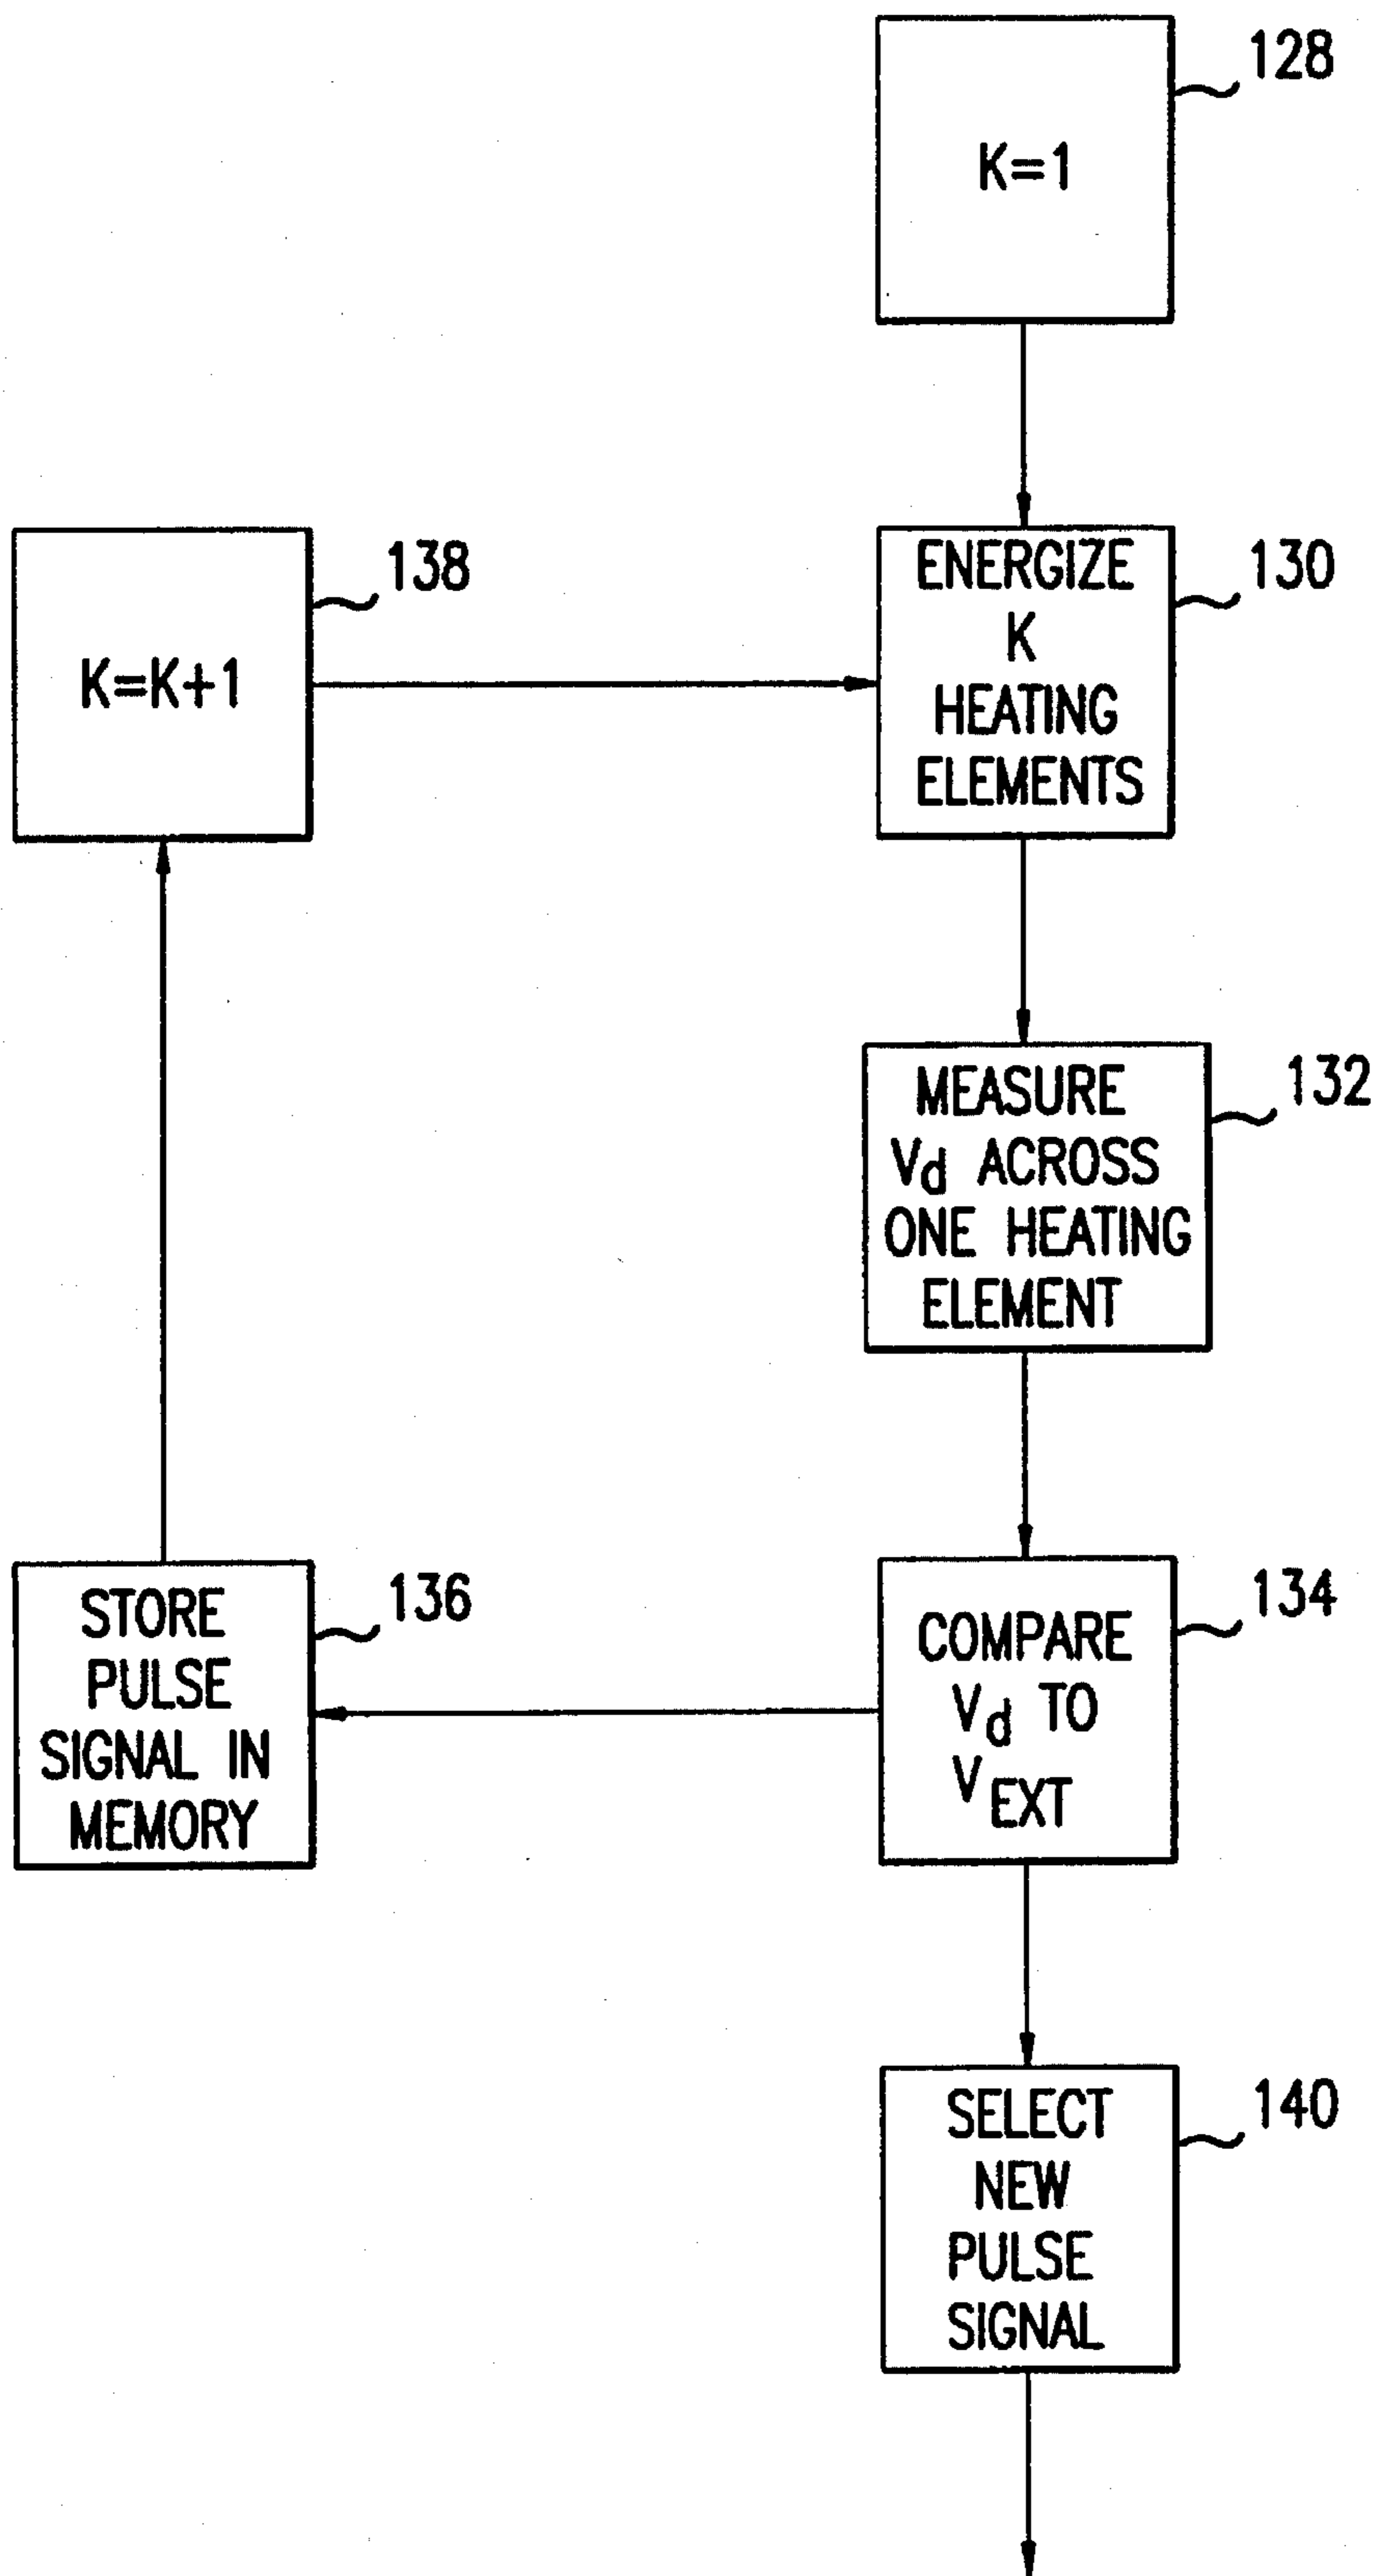 128
K=1
138
K=K+1
130
ENERGIZE
K
HEATING
ELEMENTS
132
MEASURE
Vd ACROSS
ONE HEATING
ELEMENT
136
STORE
PULSE
SIGNAL IN
MEMORY
134
COMPARE
Vd TO
VEXT
140
SELECT
NEW
PULSE
SIGNAL